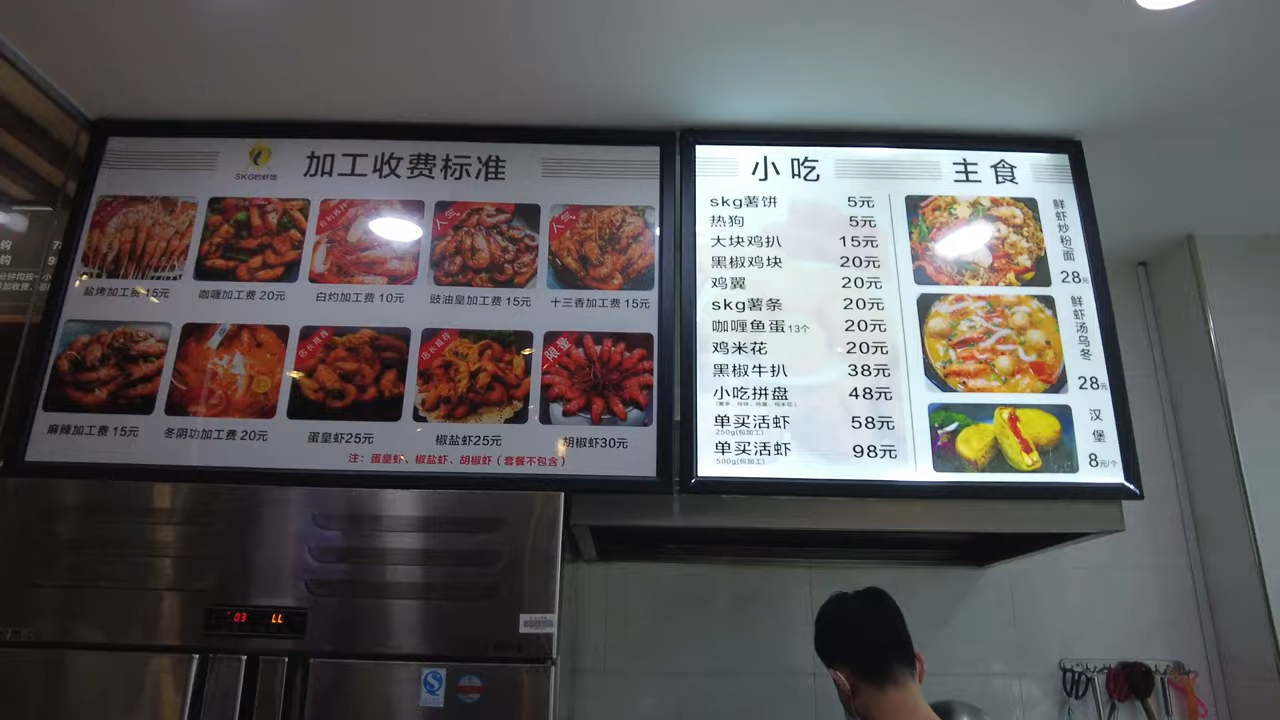 SKG的虾馆
加工收费标准
人气
人气
盐烤加工费 15元
咖喱加工费 20元
白灼加工费 10元
豉油皇加工费 15元
十三香加工费 15元
店长推荐
店长推荐
限量
麻辣加工费 15元
冬阴功加工费 20元
蛋皇虾25元
椒盐虾25元
胡椒虾30元
注：蛋皇虾、椒盐虾、胡椒虾（套餐不包含）
小吃
skg薯饼 5元
热狗 5元
大块鸡扒 15元
黑椒鸡块 20元
鸡翼 20元
skg薯条 20元
咖喱鱼蛋13个 20元
鸡米花 20元
黑椒牛扒 38元
小吃拼盘 48元
单买活虾 58元
250g(包加工)
单买活虾 98元
500g(包加工)
主食
鲜虾炒粉/面
28元
鲜虾汤乌冬
28元
汉堡
8元/个
03 LL